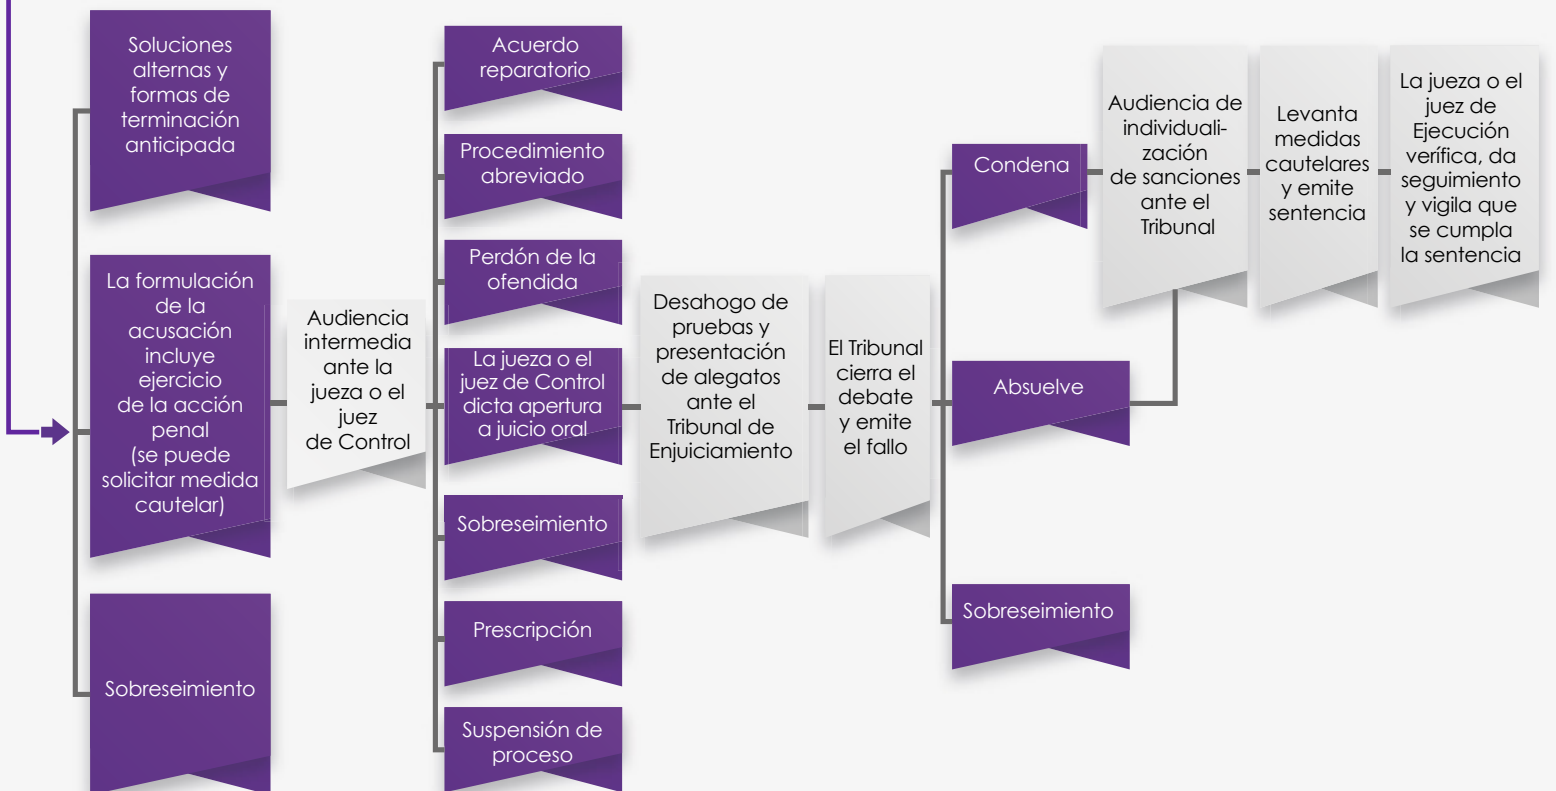 Soluciones
alternas y
formas de
terminación
anticipada
La formulación
de la
acusación
incluye
ejercicio
de la acción
penal
(se puede
solicitar medida
cautelar)
Sobreseimiento
Audiencia
intermedia
ante la
jueza o el
juez
de Control
Acuerdo
reparatorio
Procedimiento
abreviado
Perdón de la
ofendida
La jueza o el
juez de Control
dicta apertura
a juicio oral
Sobreseimiento
Prescripción
Suspensión de
proceso
Desahogo de
pruebas y
presentación
de alegatos
ante el
Tribunal de
Enjuiciamiento
El Tribunal
cierra el
debate
y emite
el fallo
Condena
Absuelve
Sobreseimiento
Audiencia de
individuali-
zación
de sanciones
ante el
Tribunal
Levanta
medidas
cautelares
y emite
sentencia
La jueza o el
juez de
Ejecución
verífica, da
seguimiento
y vigila que
se cumpla
la sentencia